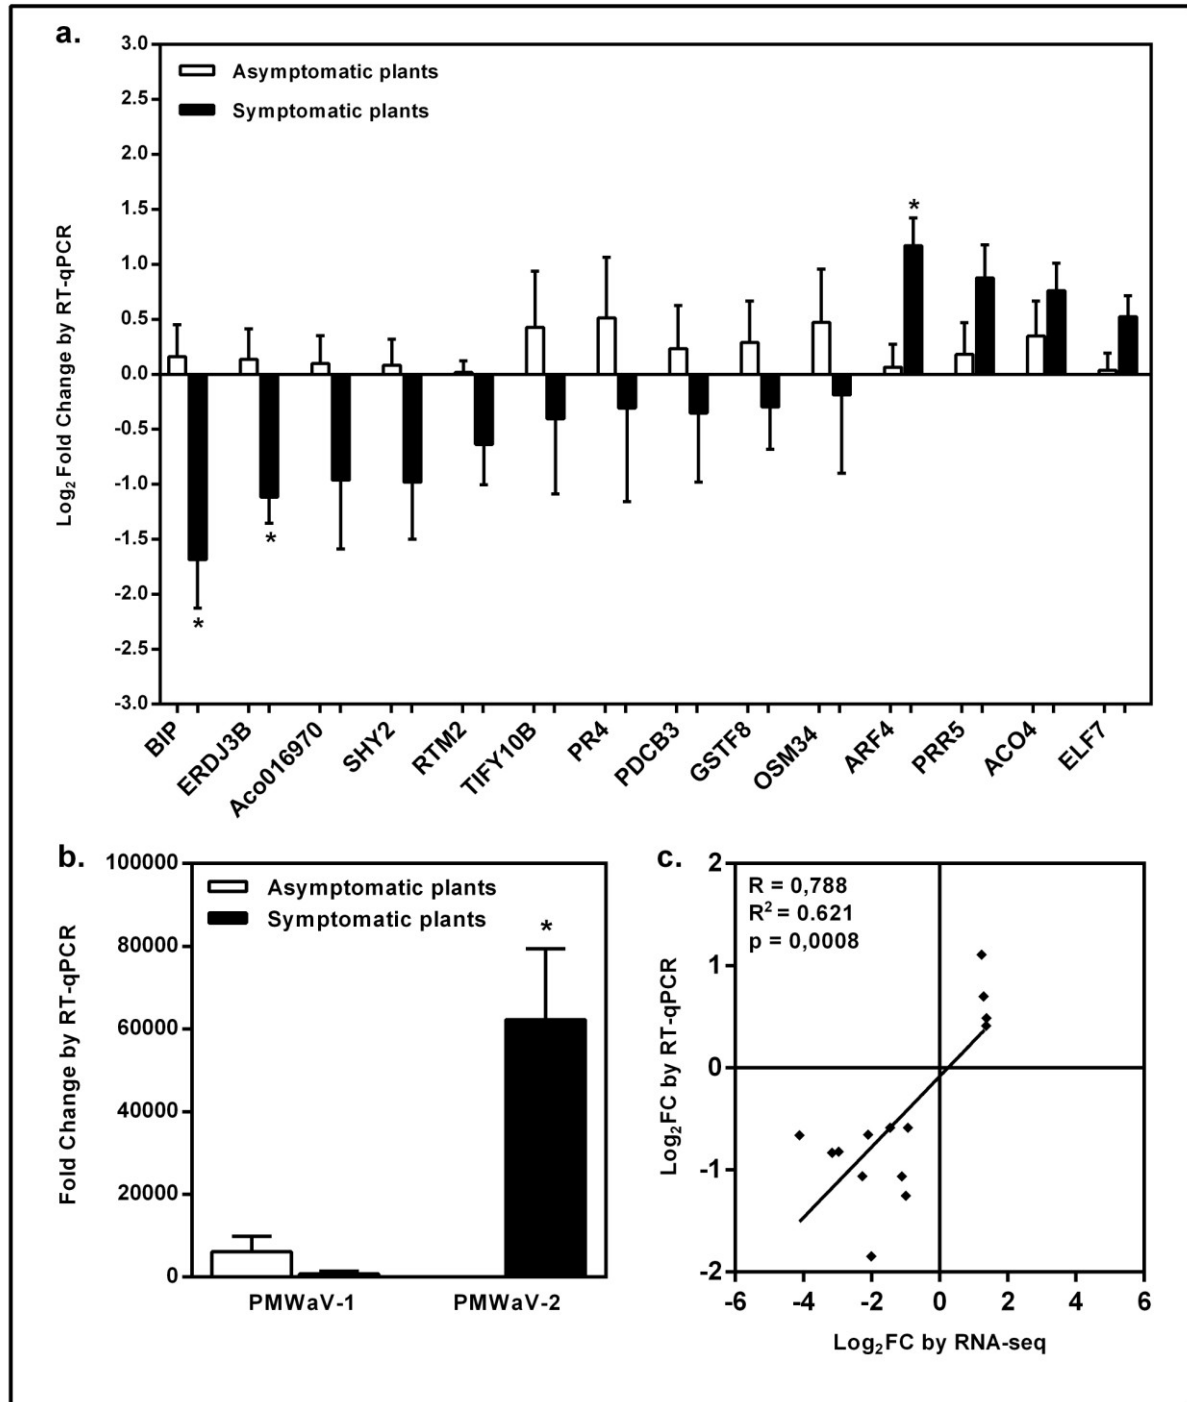 a.
3.0
2.5
2.0
1.5
1.0
0.5
0.0
-0.5
-1.0
-1.5
-2.0
-2.5
-3.0
Log₂ Fold Change by RT-qPCR
Asymptomatic plants
Symptomatic plants
*
*
*
BIP
ERDJ3B
Aco016970
SHY2
RTM2
TIFY10B
PR4
PDCB3
GSTF8
OSM34
ARF4
PRR5
ACO4
ELF7
b.
100000
80000
60000
40000
20000
0
Fold Change by RT-qPCR
Asymptomatic plants
Symptomatic plants
*
PMWaV-1
PMWaV-2
c.
2
1
0
-1
-2
Log₂FC by RT-qPCR
R = 0,788
R² = 0.621
p = 0,0008
-6
-4
-2
0
2
4
6
Log₂FC by RNA-seq